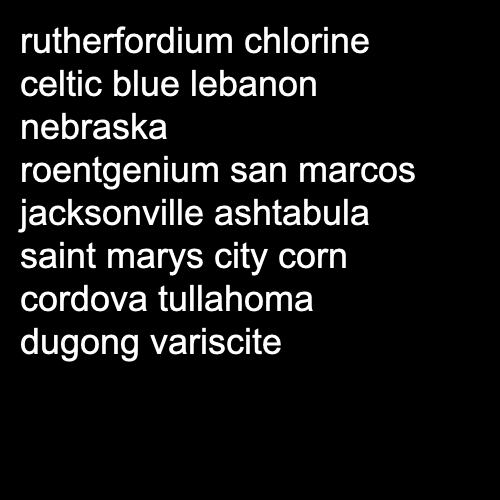 rutherfordium chlorine
celtic blue lebanon
nebraska
roentgenium san marcos
jacksonville ashtabula
saint marys city corn
cordova tullahoma
dugong variscite